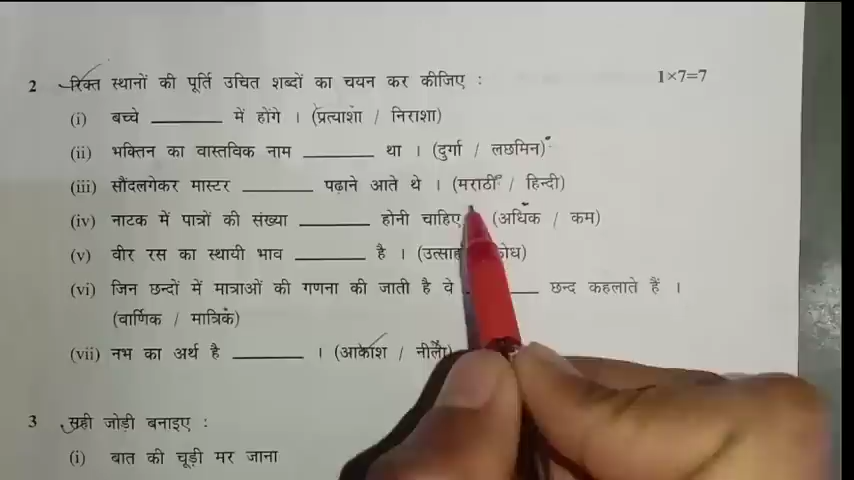 2 रिक्त स्थानों की पूर्ति उचित शब्दों का चयन कर कीजिए : 1×7=7
(i) बच्चे ________ में होंगे । (प्रत्याशा / निराशा)
(ii) भक्तिन का वास्तविक नाम ________ था । (दुर्गा / लछमिन)
(iii) सौंदलगेकर मास्टर ________ पढ़ाने आते थे । (मराठी / हिन्दी)
(iv) नाटक में पात्रों की संख्या ________ होनी चाहिए (अधिक / कम)
(v) वीर रस का स्थायी भाव ________ है । (उत्साह
(vi) जिन छन्दों में मात्राओं की गणना की जाती है वे ________ छन्द कहलाते हैं ।
(वार्णिक / मात्रिक)
(vii) नभ का अर्थ है ________ । (आकाश / नीला)
3 सही जोड़ी बनाइए :
(i) बात की चूड़ी मर जाना